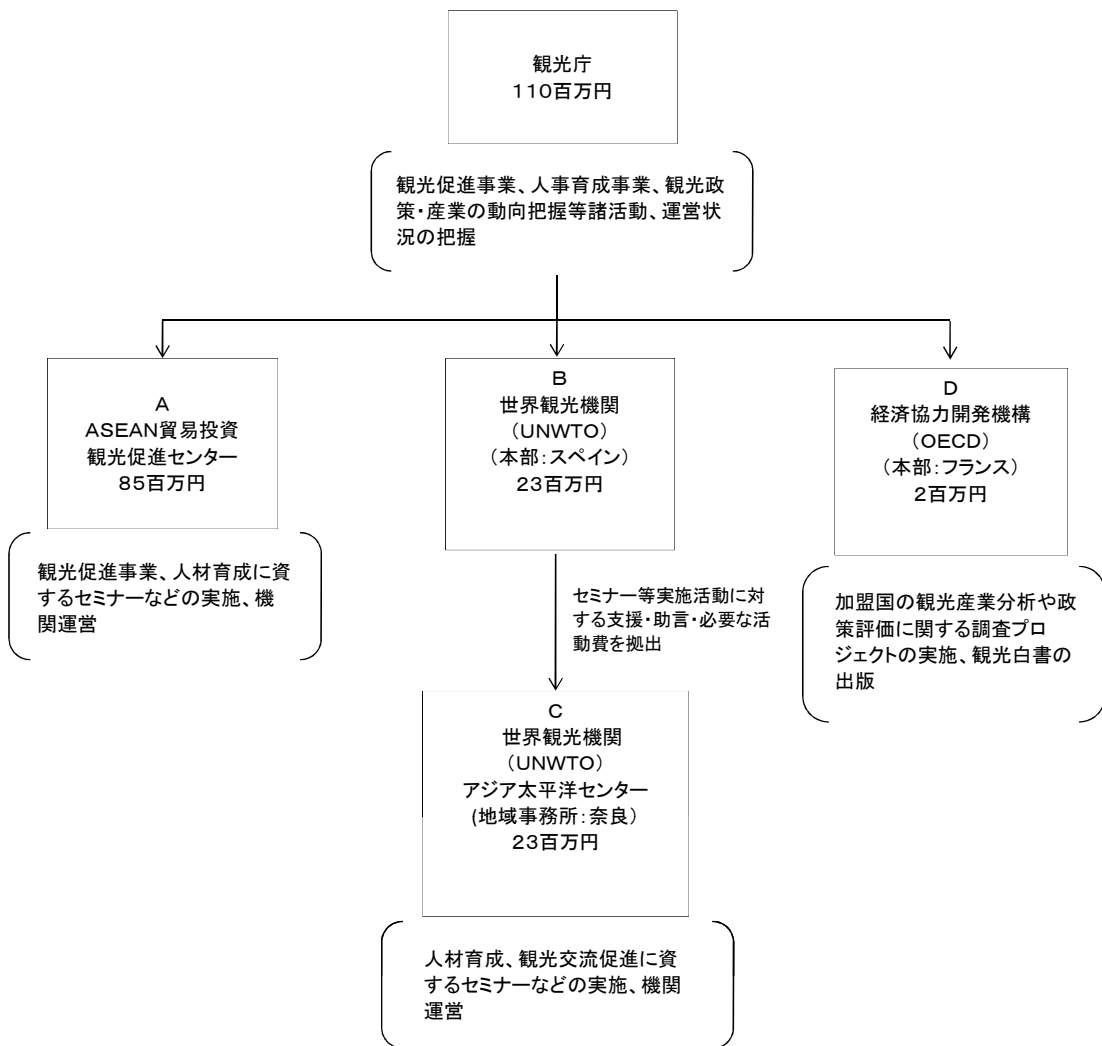 観光庁
110百万円
観光促進事業、人事育成事業、観光政
策・産業の動向把握等諸活動、運営状
況の把握
A
ASEAN貿易投資
観光促進センター
85百万円
観光促進事業、人材育成に資
するセミナーなどの実施、機
関運営
B
世界観光機関
(UNWTO)
(本部:スペイン)
23百万円
D
経済協力開発機構
(OECD)
(本部:フランス)
2百万円
セミナー等実施活動に対
する支援・助言・必要な活
動費を拠出
加盟国の観光産業分析や政
策評価に関する調査プロ
ジェクトの実施、観光白書の
出版
C
世界観光機関
(UNWTO)
アジア太平洋センター
(地域事務所:奈良)
23百万円
人材育成、観光交流促進に資
するセミナーなどの実施、機関
運営